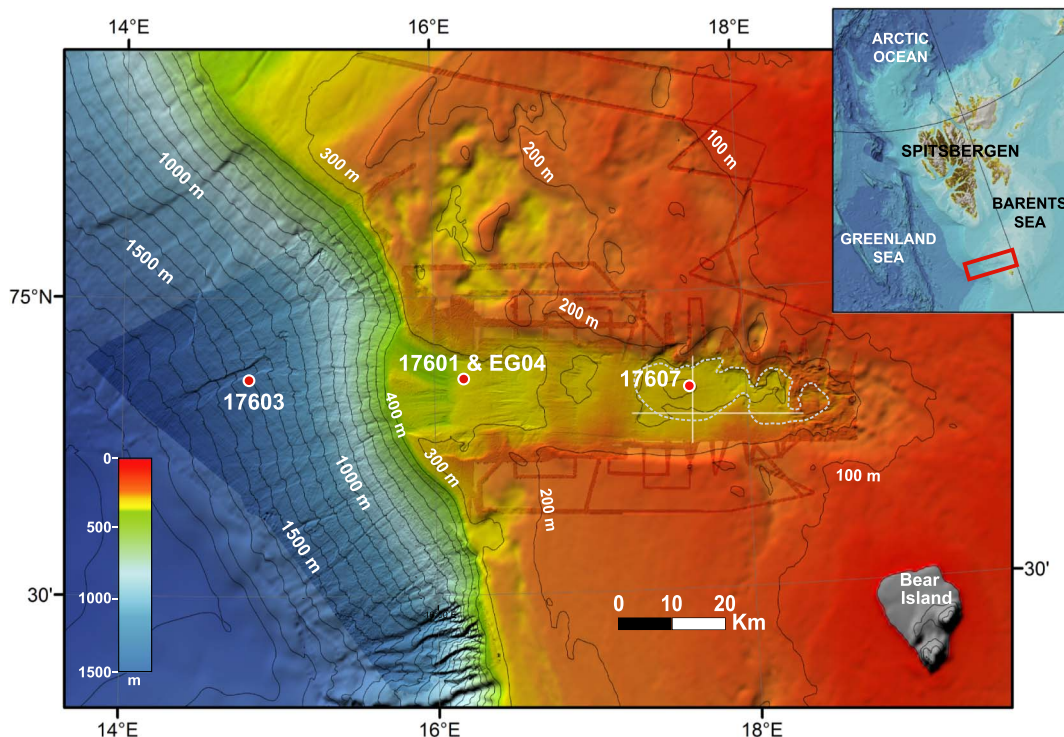 14°E
16°E
18°E
ARCTIC
OCEAN
SPITSBERGEN
BARENTS
SEA
GREENLAND
SEA
1000 m
300 m
200 m
100 m
1500 m
75°N
200 m
17601 & EG04
17607
17603
400 m
300 m
1000 m
200 m
100 m
1500 m
0
500
1000
1500
m
30'
30'
Bear
Island
0 10 20
Km
14°E
16°E
18°E